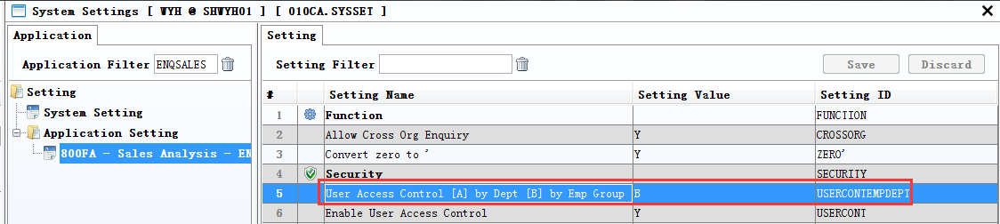 System Settings [ WYH @ SHWYH01 ] [ 010CA.SYSSET ]
Application
Application Filter ENQSALES
Setting
System Setting
Application Setting
800FA - Sales Analysis - EN
Setting
Setting Filter
Save Discard
# Setting Name Setting Value Setting ID
1 Function FUNCTION
2 Allow Cross Org Enquiry Y CROSSORG
3 Convert zero to ' Y ZERO'
4 Security SECURITY
5 User Access Control [A] by Dept [B] by Emp Group B USERCONTEMPDEPT
6 Enable User Access Control Y USERCONT